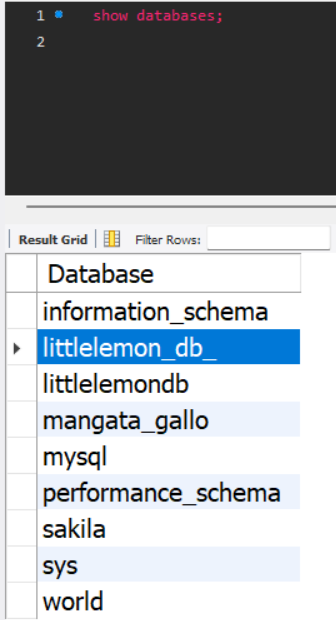 1 show databases;
2
Result Grid Filter Rows:
Database
information_schema
littlelemon_db_
littlelemondb
mangata_gallo
mysql
performance_schema
sakila
sys
world